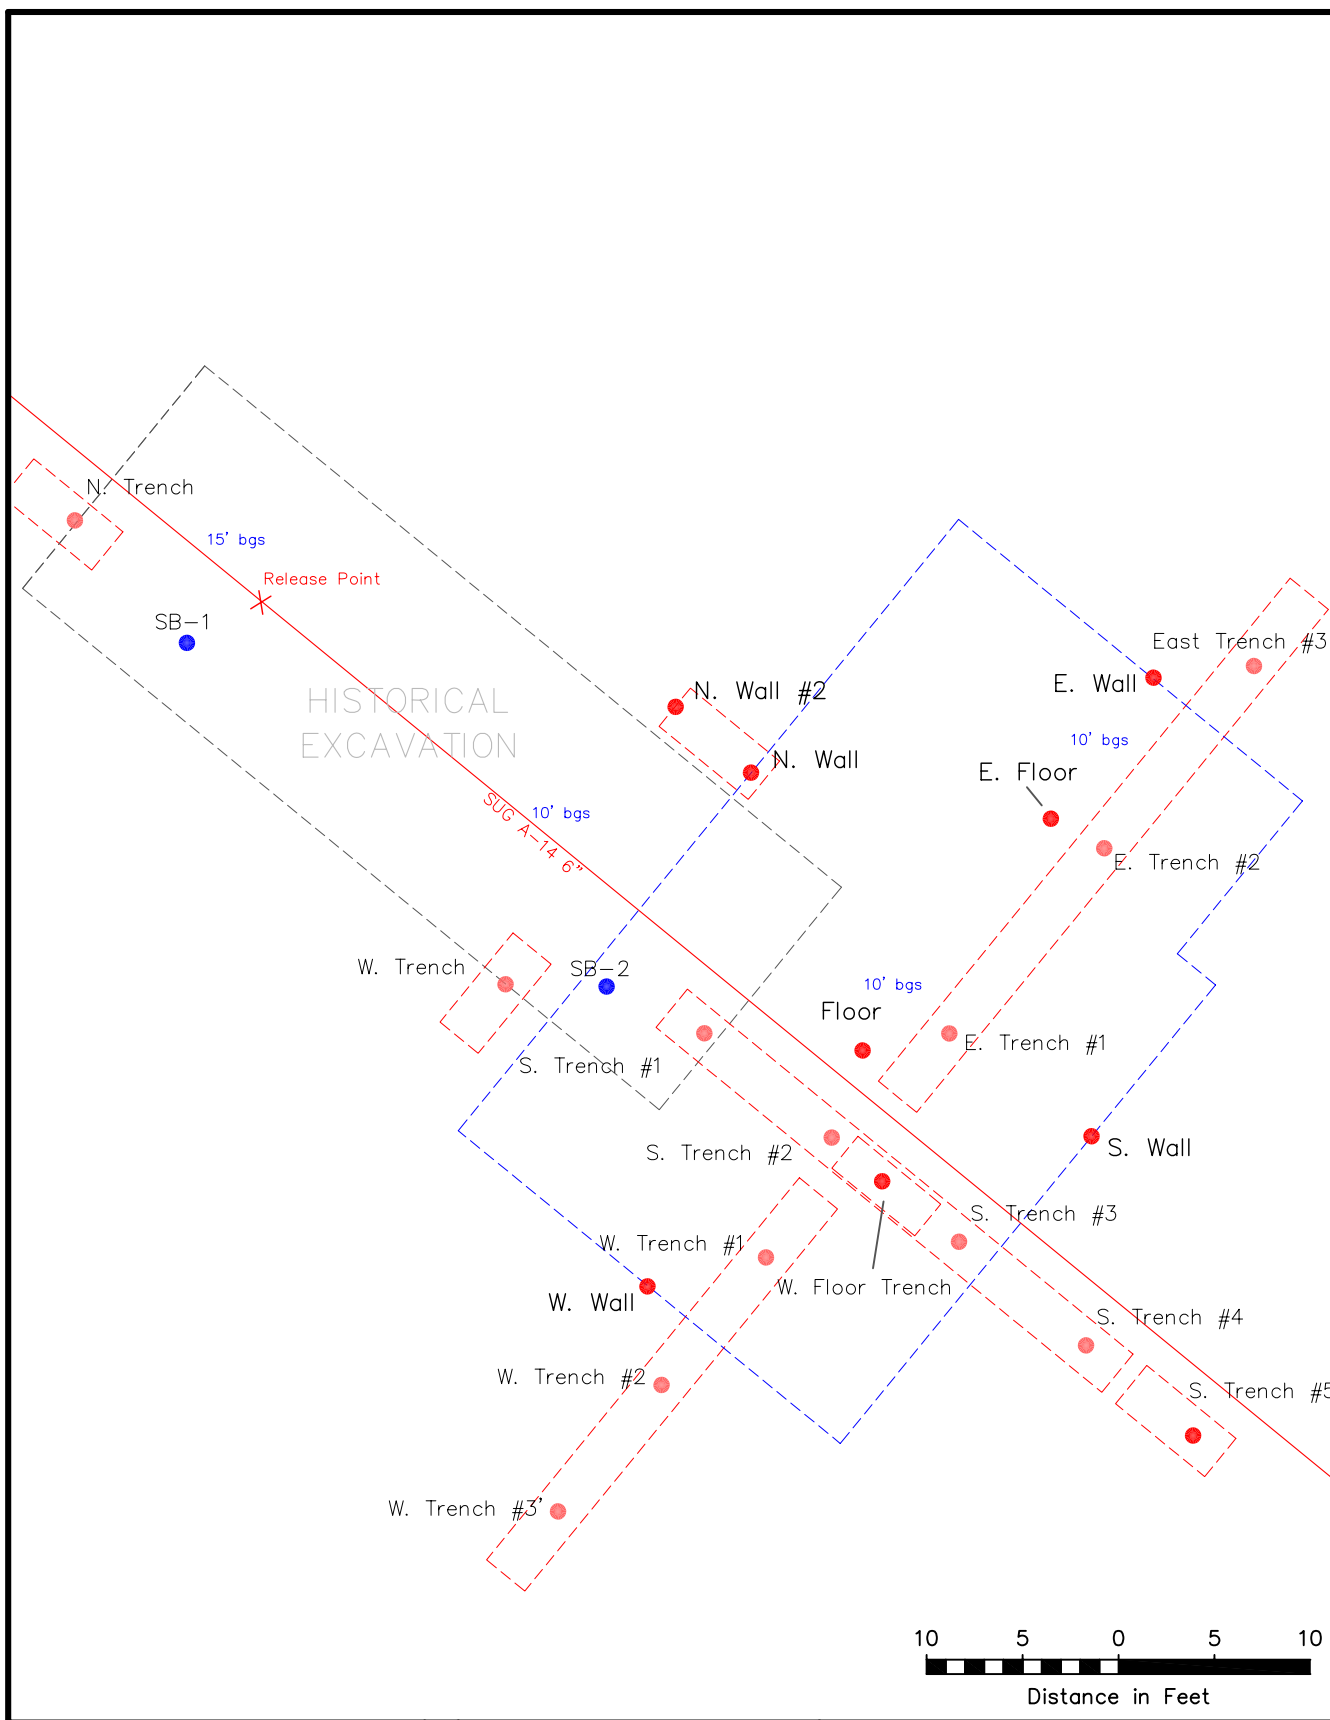 N. Trench
15' bgs
Release Point
SB-1
HISTORICAL
EXCAVATION
N. Wall #2
N. Wall
East Trench #3
E. Wall
10' bgs
E. Floor
SUG A-14 6"
10' bgs
E. Trench #2
W. Trench
SB-2
10' bgs
Floor
E. Trench #1
S. Trench #1
S. Trench #2
S. Wall
S. Trench #3
W. Trench #1
W. Floor Trench
W. Wall
S. Trench #4
W. Trench #2
S. Trench #5
W. Trench #3'
10 5 0 5 10
Distance in Feet